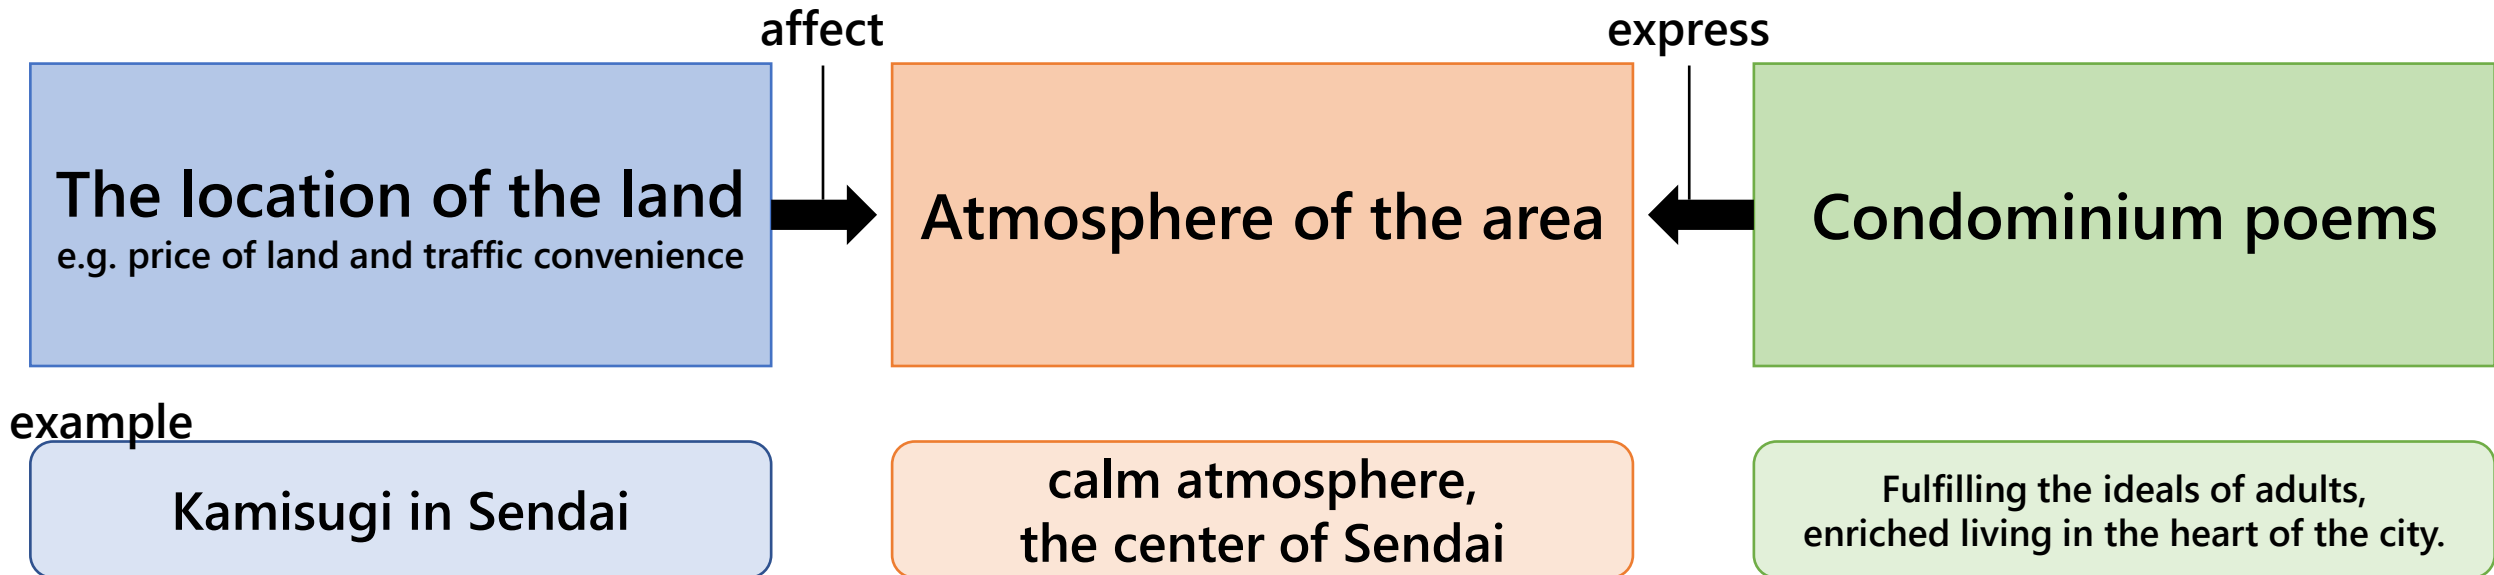 affect
express
The location of the land
e.g. price of land and traffic convenience
Atmosphere of the area
Condominium poems
example
Kamisugi in Sendai
calm atmosphere,
the center of Sendai
Fulfilling the ideals of adults,
enriched living in the heart of the city.